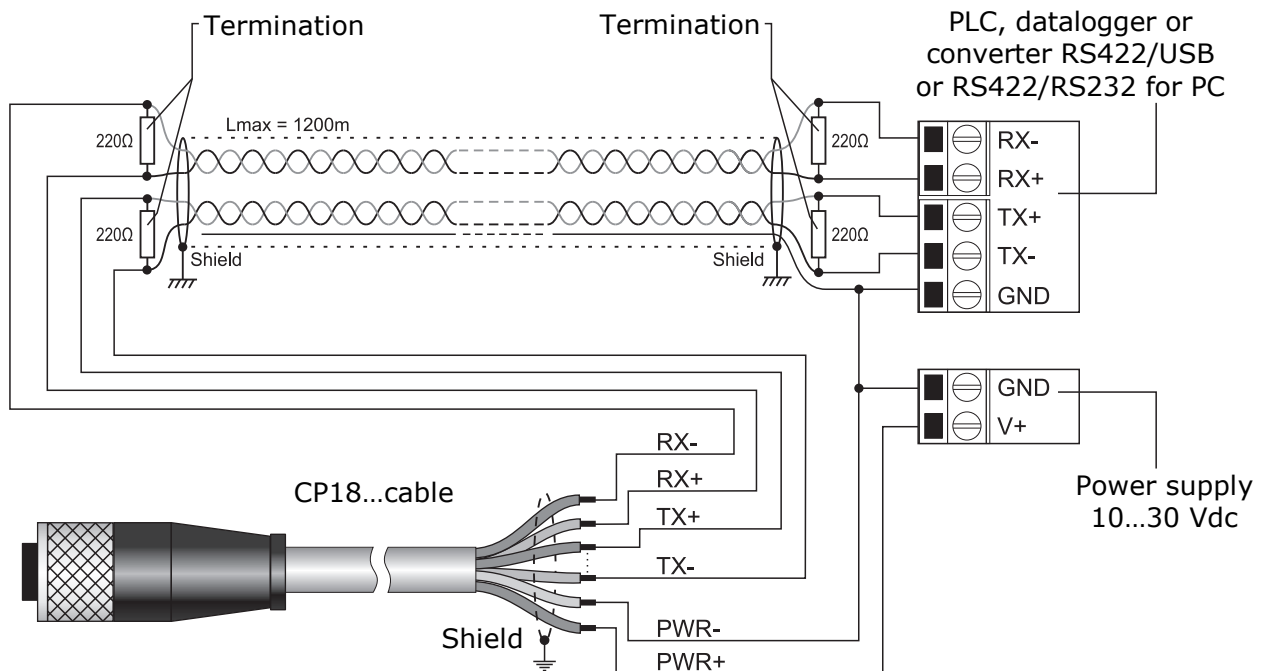 Termination
Termination
PLC, datalogger or
converter RS422/USB
or RS422/RS232 for PC
Lmax = 1200m
220Ω
220Ω
220Ω
220Ω
Shield
Shield
RX-
RX+
TX+
TX-
GND
GND
V+
Power supply
10...30 Vdc
CP18...cable
RX-
RX+
TX+
TX-
PWR-
PWR+
Shield